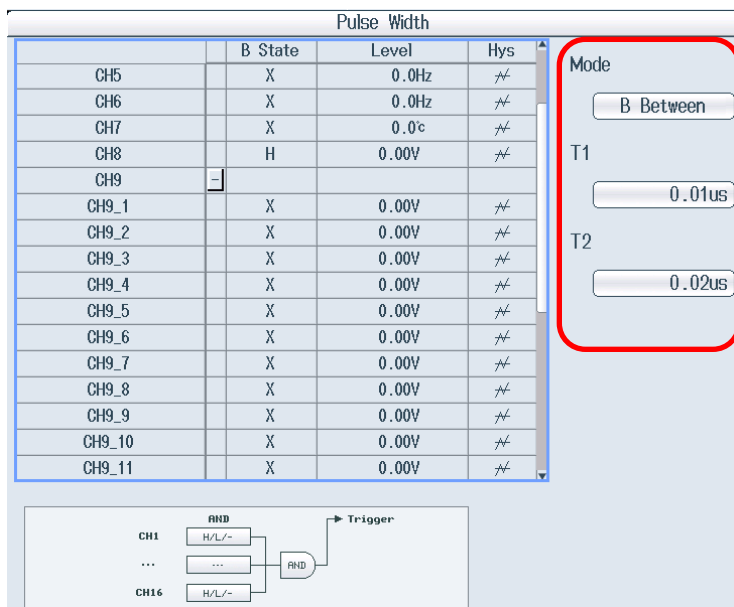 Pulse Width
B State Level Hys
CH5 X 0.0Hz
CH6 X 0.0Hz
CH7 X 0.0℃
CH8 H 0.00V
CH9 -
CH9_1 X 0.00V
CH9_2 X 0.00V
CH9_3 X 0.00V
CH9_4 X 0.00V
CH9_5 X 0.00V
CH9_6 X 0.00V
CH9_7 X 0.00V
CH9_8 X 0.00V
CH9_9 X 0.00V
CH9_10 X 0.00V
CH9_11 X 0.00V
Mode
B Between
T1
0.01us
T2
0.02us
AND
Trigger
CH1 H/L/-
... ... AND
CH16 H/L/-